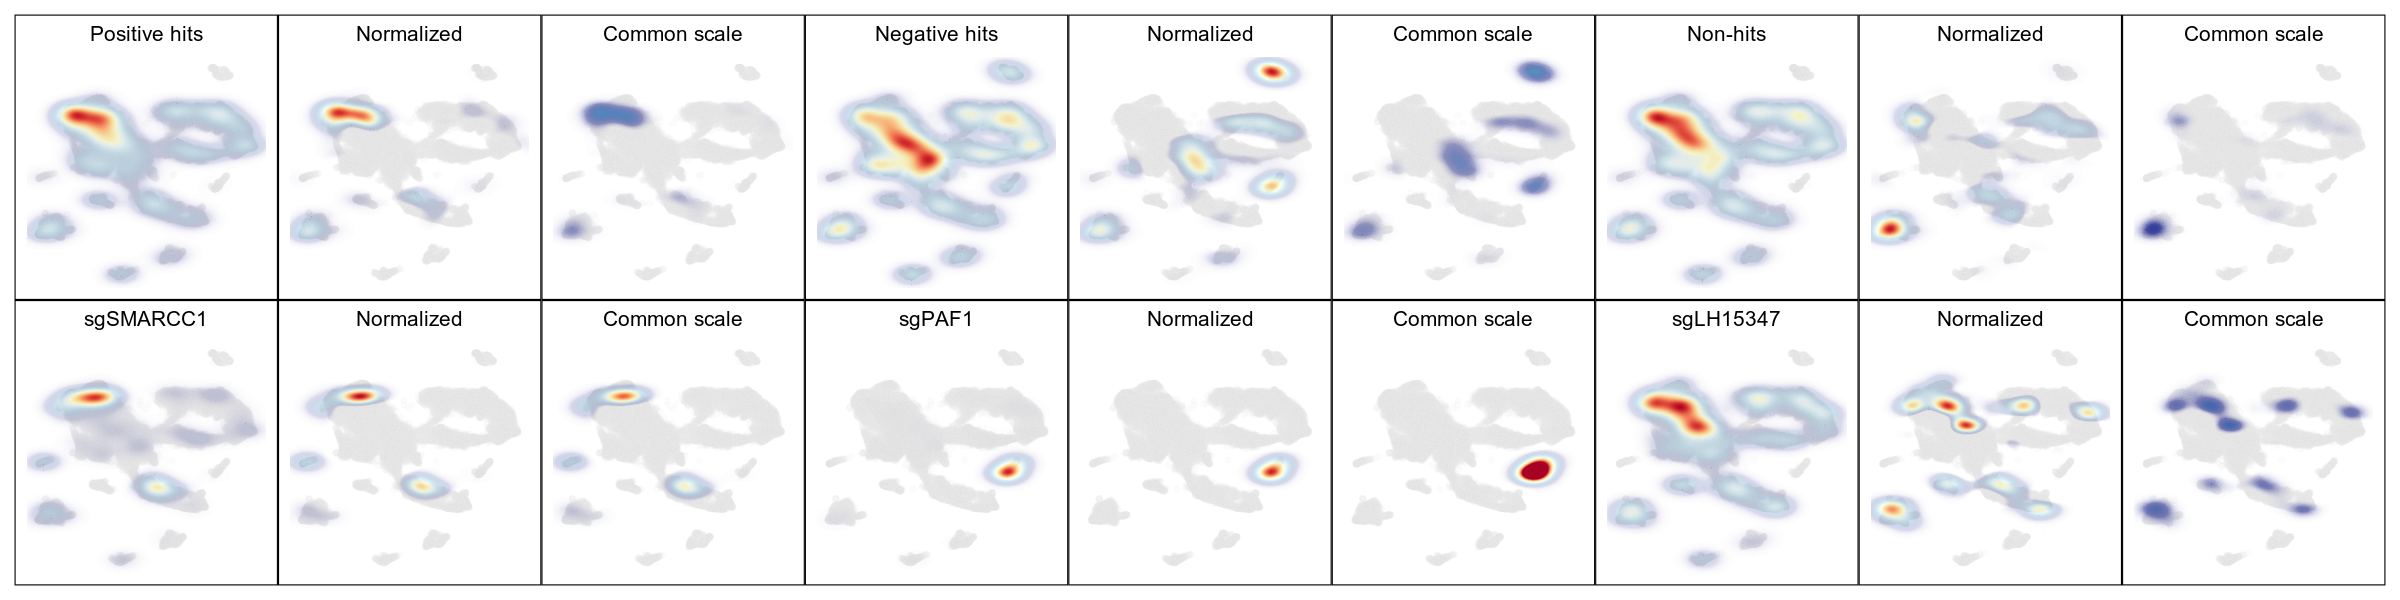 Positive hits
Normalized
Common scale
Negative hits
Normalized
Common scale
Non-hits
Normalized
Common scale
sgSMARCC1
Normalized
Common scale
sgPAF1
Normalized
Common scale
sgLH15347
Normalized
Common scale